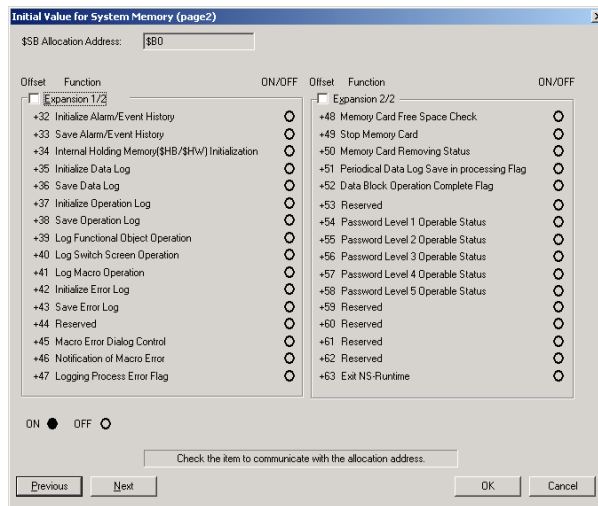 Initial Value for System Memory (page2)
$SB Allocation Address: $B0
Offset Function ON/OFF
Expansion 1/2
+32 Initialize Alarm/Event History
+33 Save Alarm/Event History
+34 Internal Holding Memory($HB/$HW) Initialization
+35 Initialize Data Log
+36 Save Data Log
+37 Initialize Operation Log
+38 Save Operation Log
+39 Log Functional Object Operation
+40 Log Switch Screen Operation
+41 Log Macro Operation
+42 Initialize Error Log
+43 Save Error Log
+44 Reserved
+45 Macro Error Dialog Control
+46 Notification of Macro Error
+47 Logging Process Error Flag
Offset Function ON/OFF
Expansion 2/2
+48 Memory Card Free Space Check
+49 Stop Memory Card
+50 Memory Card Removing Status
+51 Periodical Data Log Save in processing Flag
+52 Data Block Operation Complete Flag
+53 Reserved
+54 Password Level 1 Operable Status
+55 Password Level 2 Operable Status
+56 Password Level 3 Operable Status
+57 Password Level 4 Operable Status
+58 Password Level 5 Operable Status
+59 Reserved
+60 Reserved
+61 Reserved
+62 Reserved
+63 Exit NS-Runtime
ON OFF
Check the item to communicate with the allocation address.
Previous Next OK Cancel